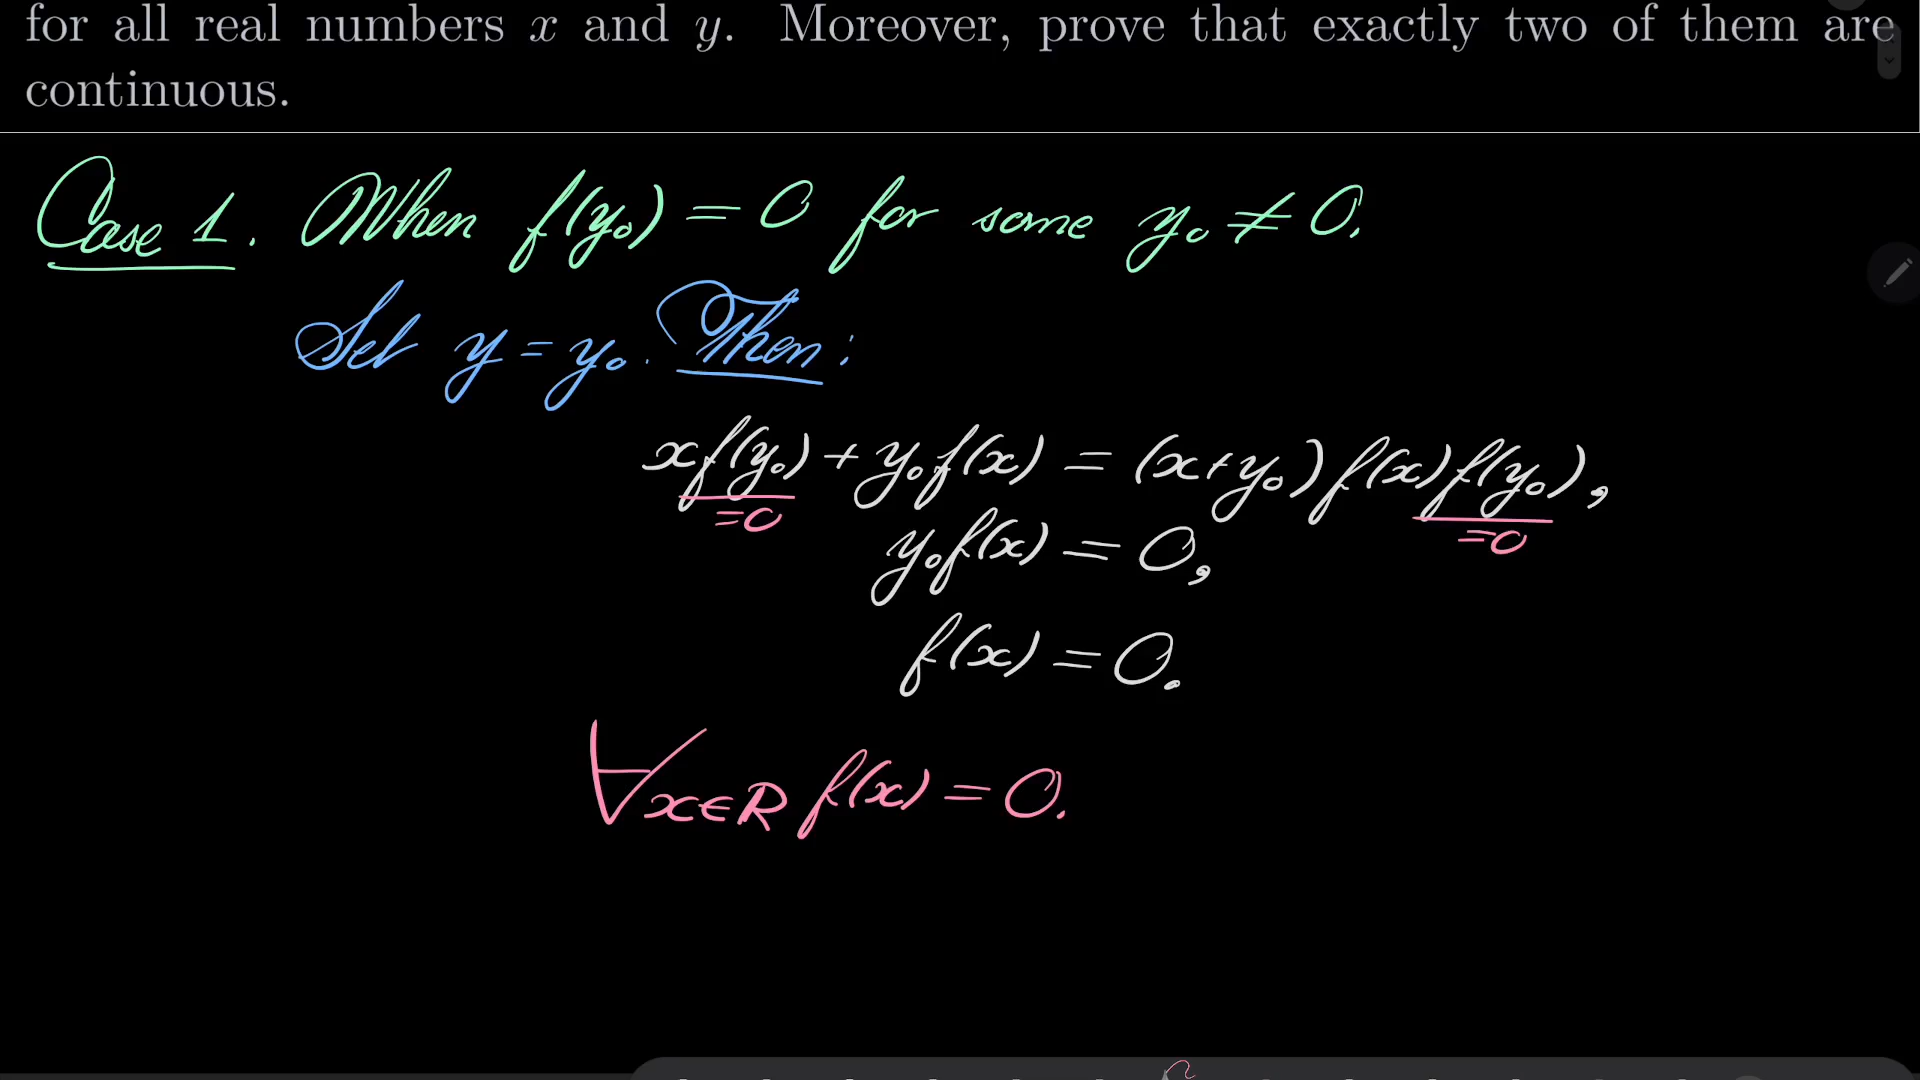 for all real numbers x and y. Moreover, prove that exactly two of them are
continuous.
Case 1. When f(y₀) = 0 for some y₀ ≠ 0.
Set y = y₀. Then:
xf(y₀) + y₀f(x) = (x+y₀)f(x)f(y₀),
=0 =0
y₀f(x) = 0,
f(x) = 0.
∀x∈R f(x) = 0.